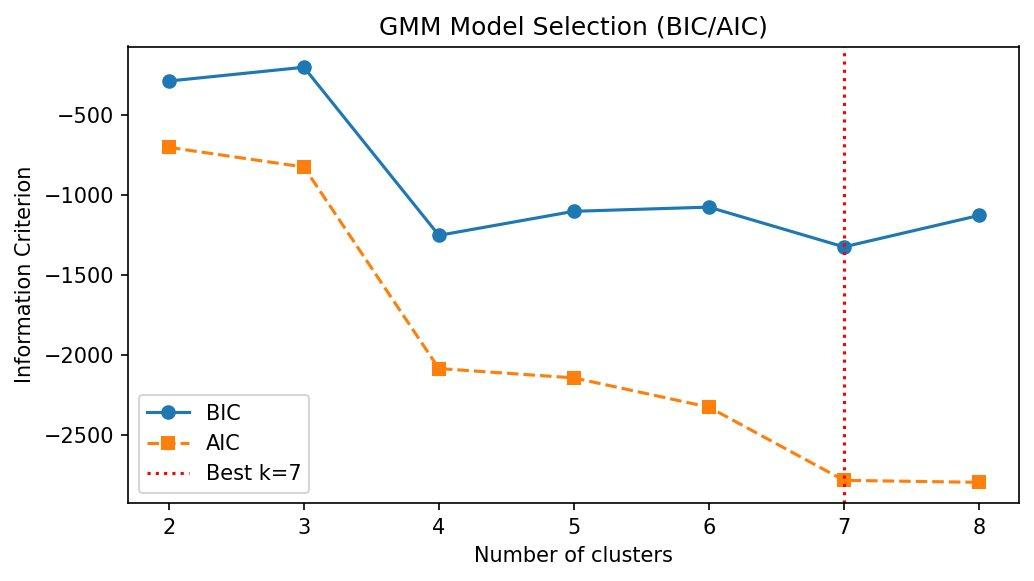 GMM Model Selection (BIC/AIC)
Information Criterion
−500
−1000
−1500
−2000
−2500
BIC
AIC
Best k=7
2 3 4 5 6 7 8
Number of clusters